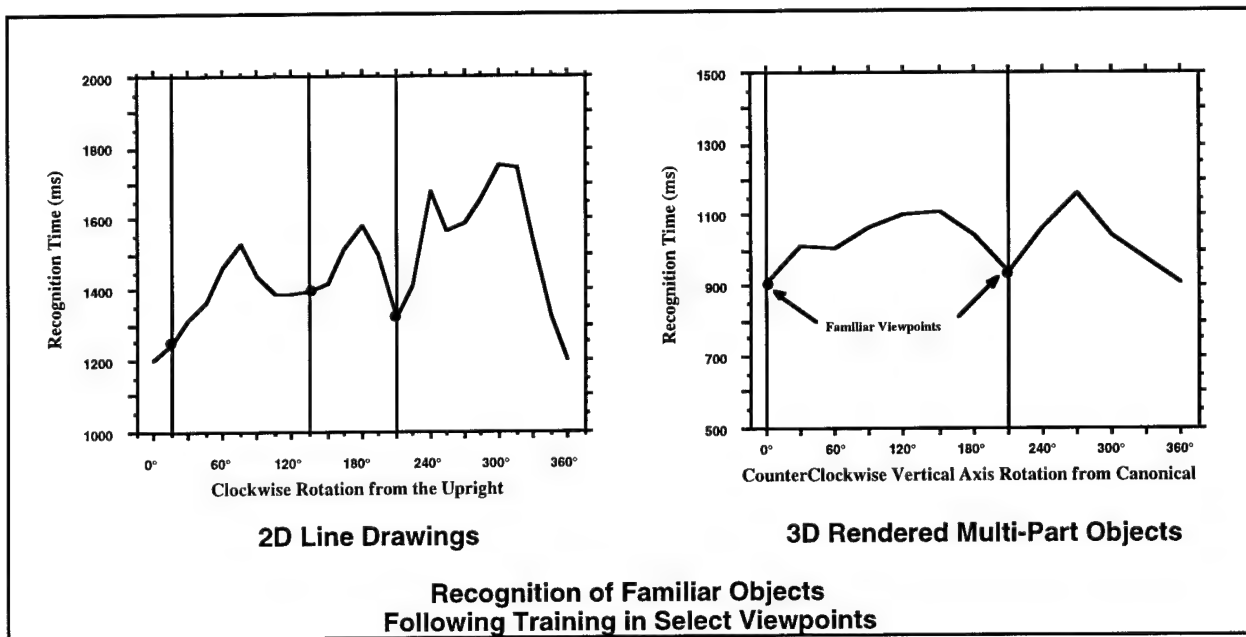 2000
1800
1600
1400
1200
1000
Recognition Time (ms)
0° 60° 120° 180° 240° 300° 360°
Clockwise Rotation from the Upright
2D Line Drawings
1500
1300
1100
900
700
500
Recognition Time (ms)
Familiar Viewpoints
0° 60° 120° 180° 240° 300° 360°
CounterClockwise Vertical Axis Rotation from Canonical
3D Rendered Multi-Part Objects
Recognition of Familiar Objects
Following Training in Select Viewpoints